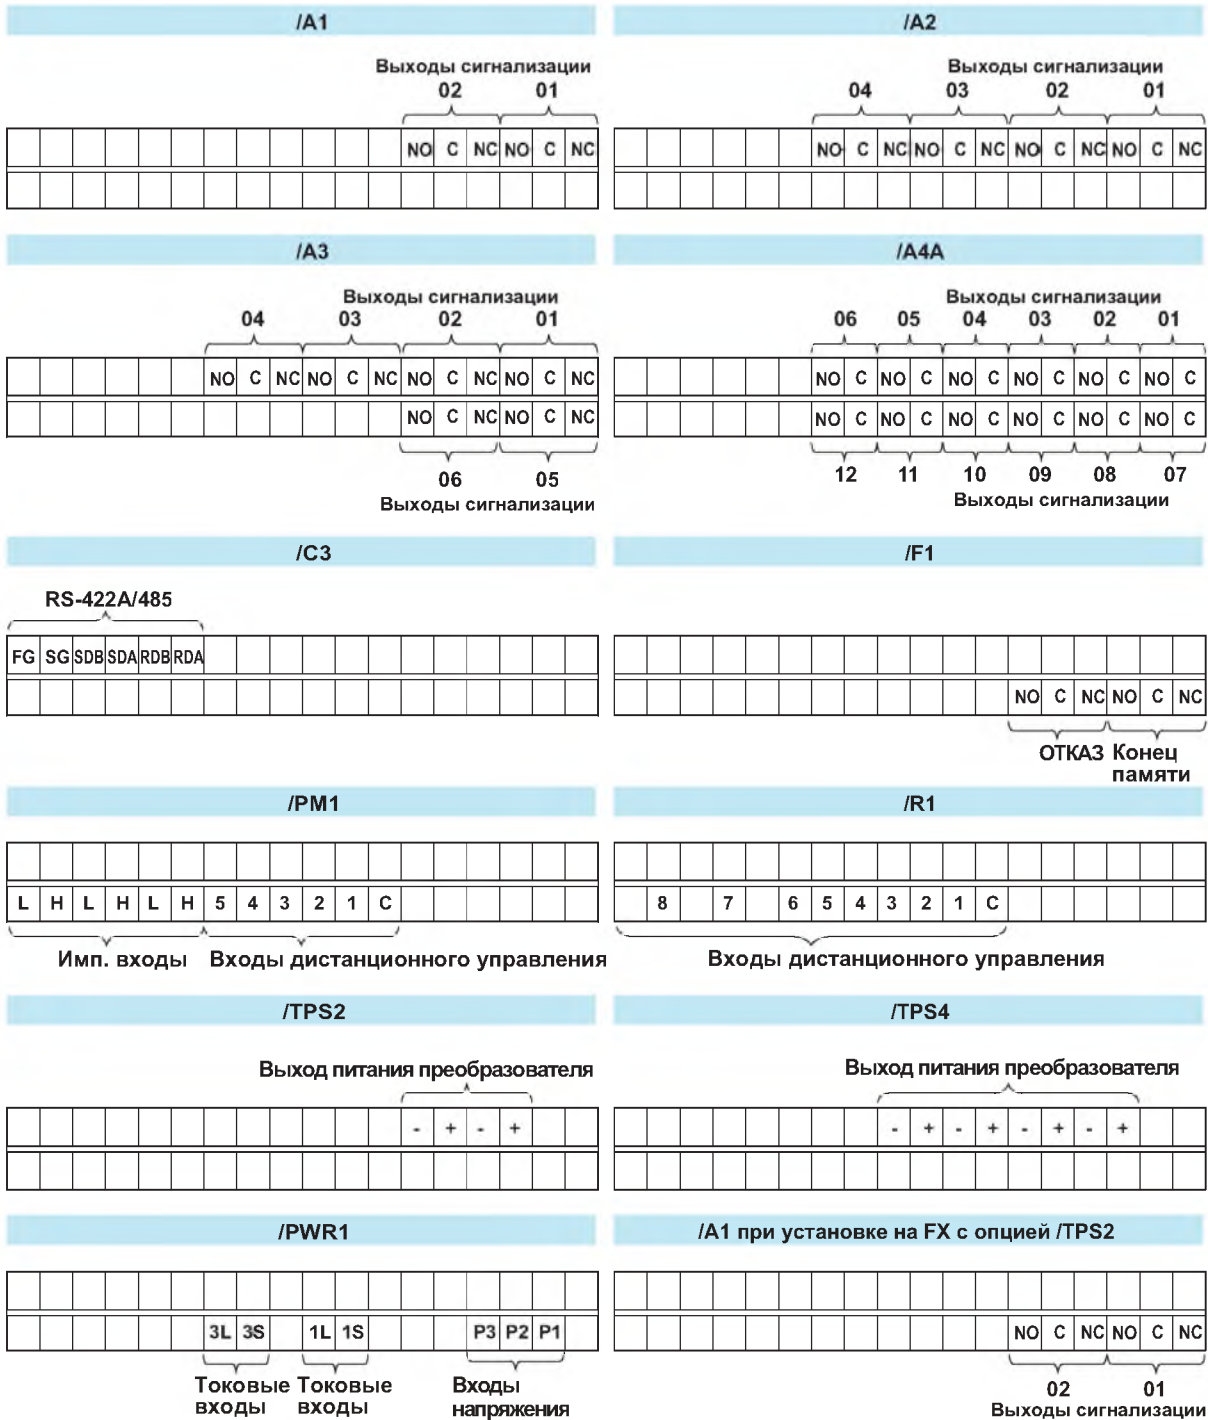 /A1
Выходы сигнализации
02 01
NO C NC NO C NC
/A2
Выходы сигнализации
04 03 02 01
NO C NC NO C NC NO C NC NO C NC
/A3
Выходы сигнализации
04 03 02 01
NO C NC NO C NC NO C NC NO C NC
NO C NC NO C NC
06 05
Выходы сигнализации
/A4A
Выходы сигнализации
06 05 04 03 02 01
NO C NO C NO C NO C NO C NO C
NO C NO C NO C NO C NO C NO C
12 11 10 09 08 07
Выходы сигнализации
/C3
RS-422A/485
FG SG SDB SDA RDB RDA
/F1
NO C NC NO C NC
ОТКАЗ Конец
памяти
/PM1
L H L H L H 5 4 3 2 1 C
Имп. входы Входы дистанционного управления
/R1
8 7 6 5 4 3 2 1 C
Входы дистанционного управления
/TPS2
Выход питания преобразователя
- + - +
/TPS4
Выход питания преобразователя
- + - + - + - +
/PWR1
3L 3S 1L 1S P3 P2 P1
Токовые Токовые Входы
входы входы напряжения
/A1 при установке на FX с опцией /TPS2
NO C NC NO C NC
02 01
Выходы сигнализации